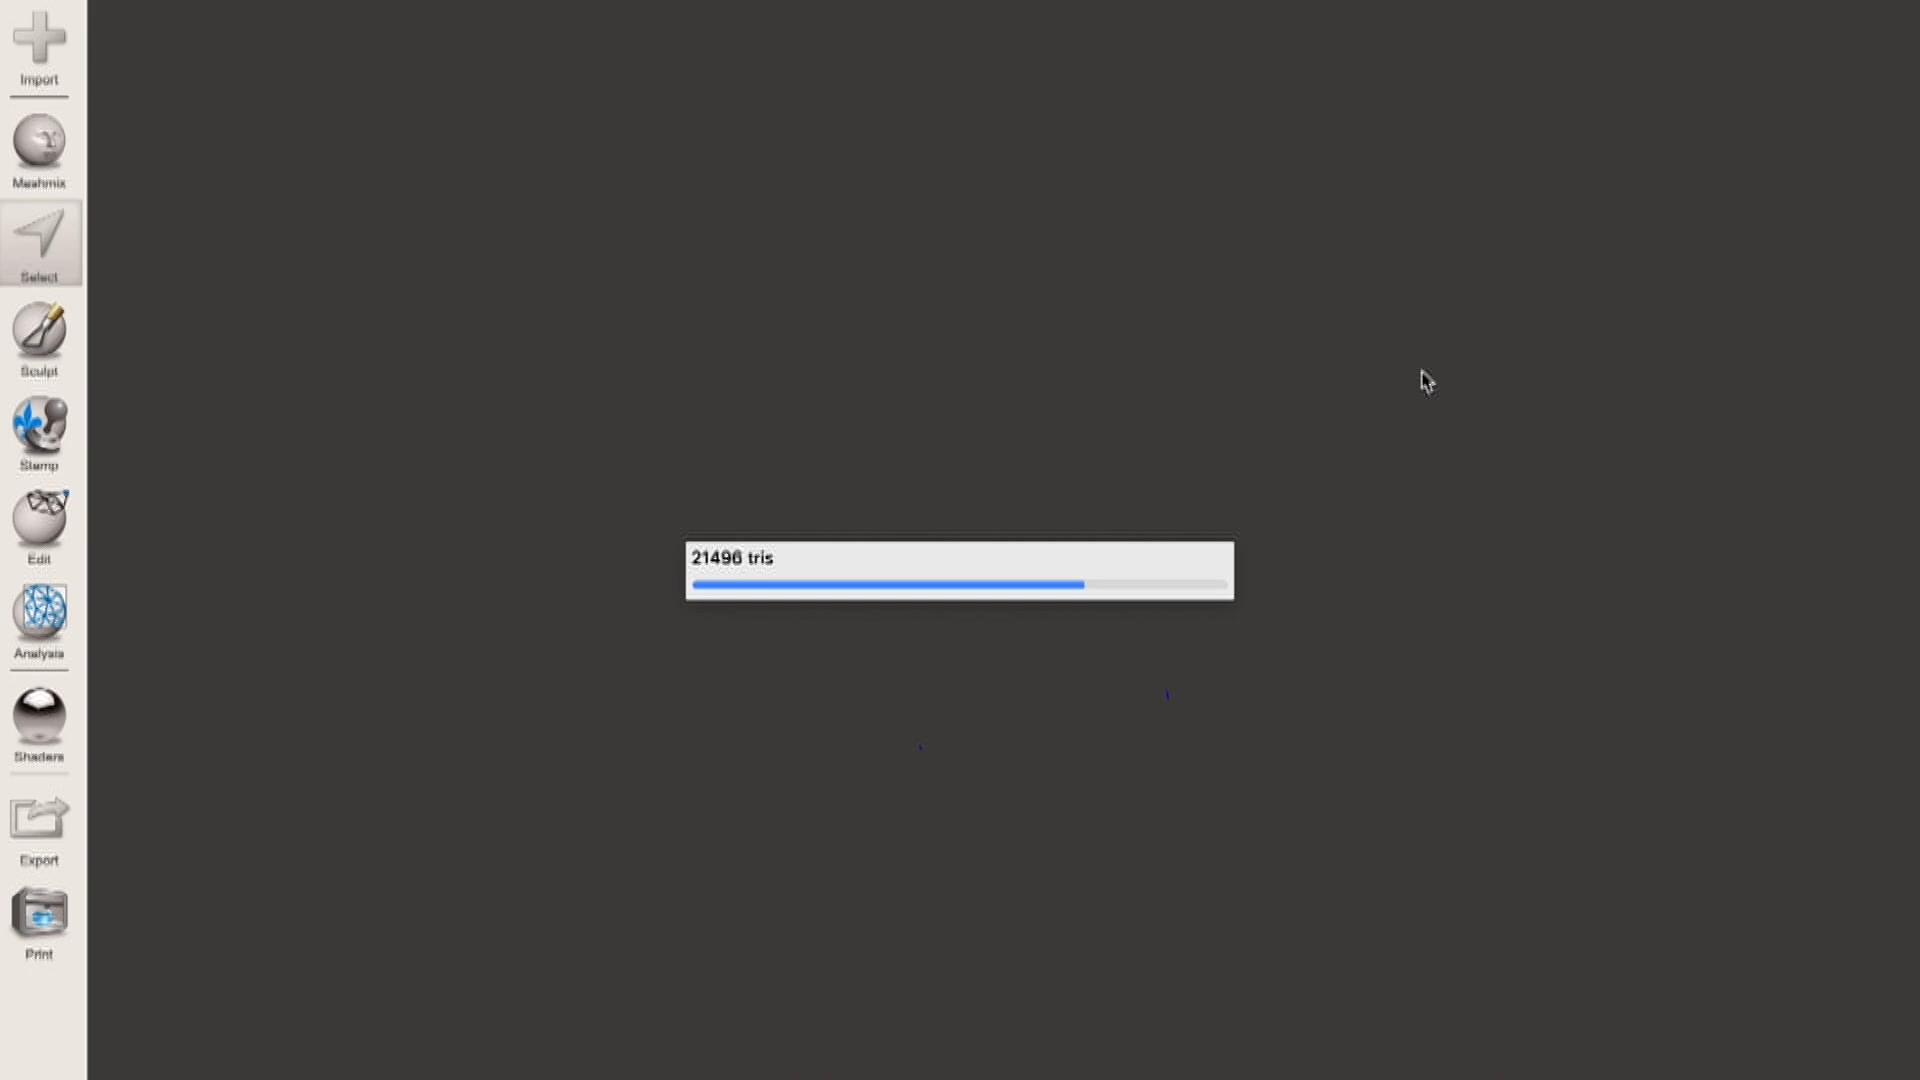 Import
Meshmix
Select
Sculpt
Stamp
Edit
Analysis
Shaders
Export
Print
21496 tris